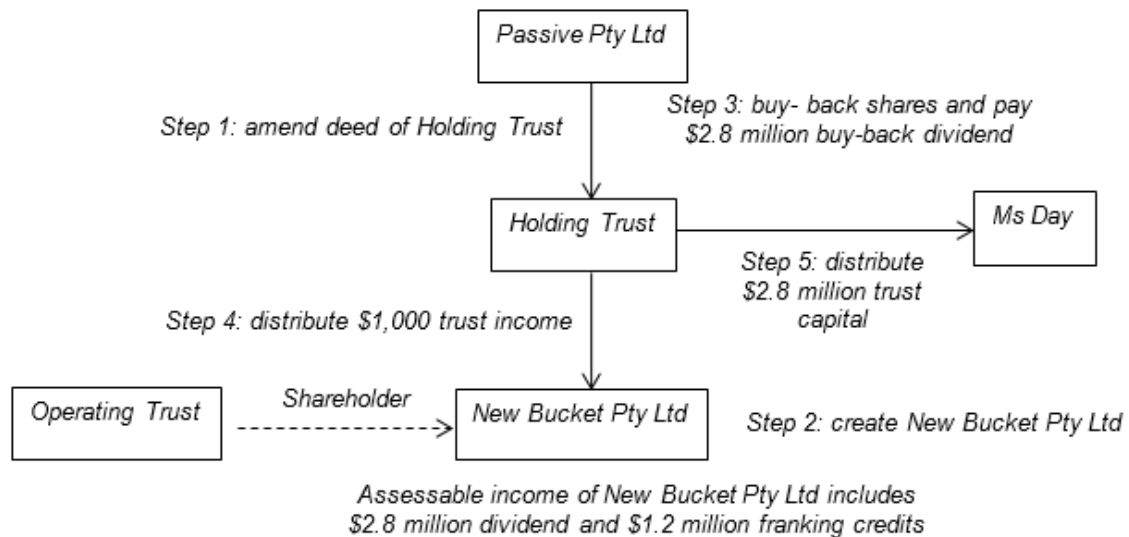 Passive Pty Ltd
Step 1: amend deed of Holding Trust
Step 3: buy- back shares and pay
$2.8 million buy-back dividend
Holding Trust
Ms Day
Step 5: distribute
$2.8 million trust
capital
Step 4: distribute $1,000 trust income
Operating Trust
Shareholder
New Bucket Pty Ltd
Step 2: create New Bucket Pty Ltd
Assessable income of New Bucket Pty Ltd includes
$2.8 million dividend and $1.2 million franking credits